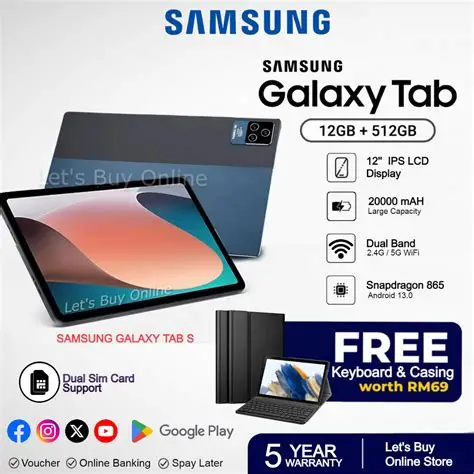 SAMSUNG
SAMSUNG
Galaxy Tab
12GB + 512GB
12" IPS LCD
Display
20000 mAH
Large Capacity
Dual Band
2.4G / 5G WiFi
Snapdragon 865
Android 13.0
Let's Buy Online
Let's Buy Online
SAMSUNG GALAXY TAB S
Dual Sim Card
Support
FREE
Keyboard & Casing
worth RM69
Google Play
Voucher
Online Banking
Spay Later
5 YEAR
WARRANTY
Let's Buy
Online Store